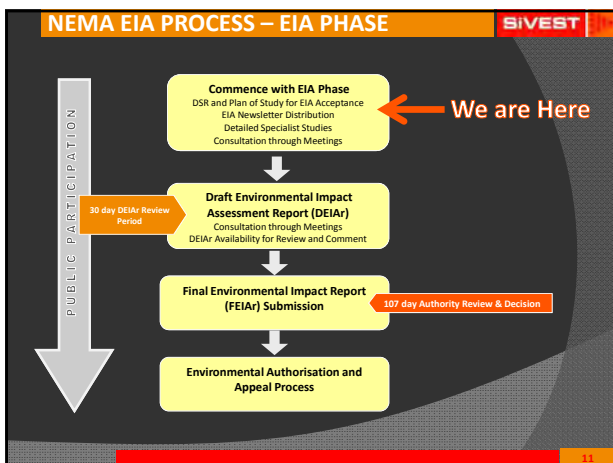 NEMA EIA PROCESS – EIA PHASE
SiVEST
Commence with EIA Phase
DSR and Plan of Study for EIA Acceptance
EIA Newsletter Distribution
Detailed Specialist Studies
Consultation through Meetings
We are Here
PUBLIC PARTICIPATION
30 day DEIAr Review
Period
Draft Environmental Impact
Assessment Report (DEIAr)
Consultation through Meetings
DEIAr Availability for Review and Comment
Final Environmental Impact Report
(FEIAr) Submission
107 day Authority Review & Decision
Environmental Authorisation and
Appeal Process
11